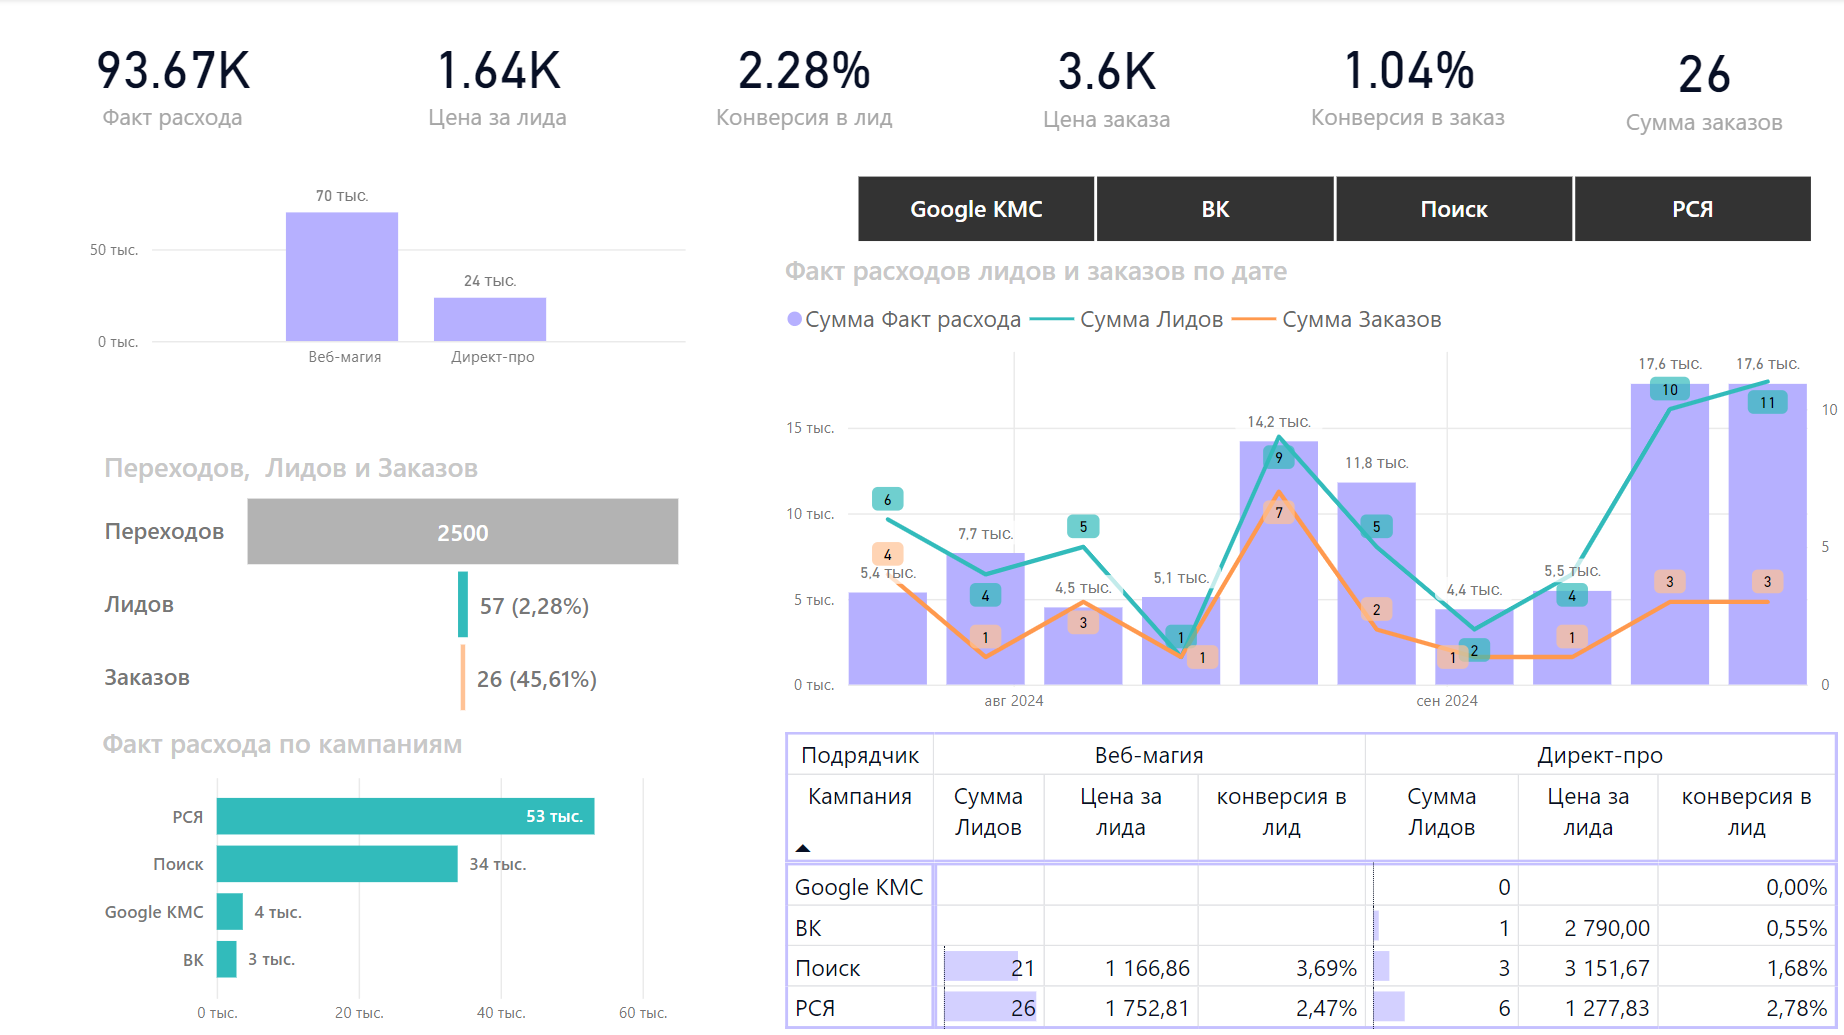 93.67K
Факт расхода
1.64K
Цена за лида
2.28%
Конверсия в лид
3.6K
Цена заказа
1.04%
Конверсия в заказ
26
Сумма заказов
70 тыс.
50 тыс.
24 тыс.
0 тыс.
Веб-магия
Директ-про
Google КМС
ВК
Поиск
РСЯ
Факт расходов лидов и заказов по дате
Сумма Факт расхода
Сумма Лидов
Сумма Заказов
17,6 тыс.
17,6 тыс.
10
11
10
15 тыс.
14,2 тыс.
9
11,8 тыс.
6
10 тыс.
7
7,7 тыс.
5
5
4
5,4 тыс.
5
4,5 тыс.
5,1 тыс.
4,4 тыс.
5,5 тыс.
3
3
5 тыс.
4
4
3
2
1
1
1
1
2
1
0 тыс.
0
авг 2024
сен 2024
Переходов, Лидов и Заказов
Переходов
2500
Лидов
57 (2,28%)
Заказов
26 (45,61%)
Факт расхода по кампаниям
РСЯ
53 тыс.
Поиск
34 тыс.
Google КМС
4 тыс.
ВК
3 тыс.
0 тыс.
20 тыс.
40 тыс.
60 тыс.
Подрядчик
Веб-магия
Директ-про
Кампания
Сумма
Лидов
Цена за
лида
конверсия в
лид
Сумма
Лидов
Цена за
лида
конверсия в
лид
Google КМС
0
0,00%
ВК
1
2 790,00
0,55%
Поиск
21
1 166,86
3,69%
3
3 151,67
1,68%
РСЯ
26
1 752,81
2,47%
6
1 277,83
2,78%